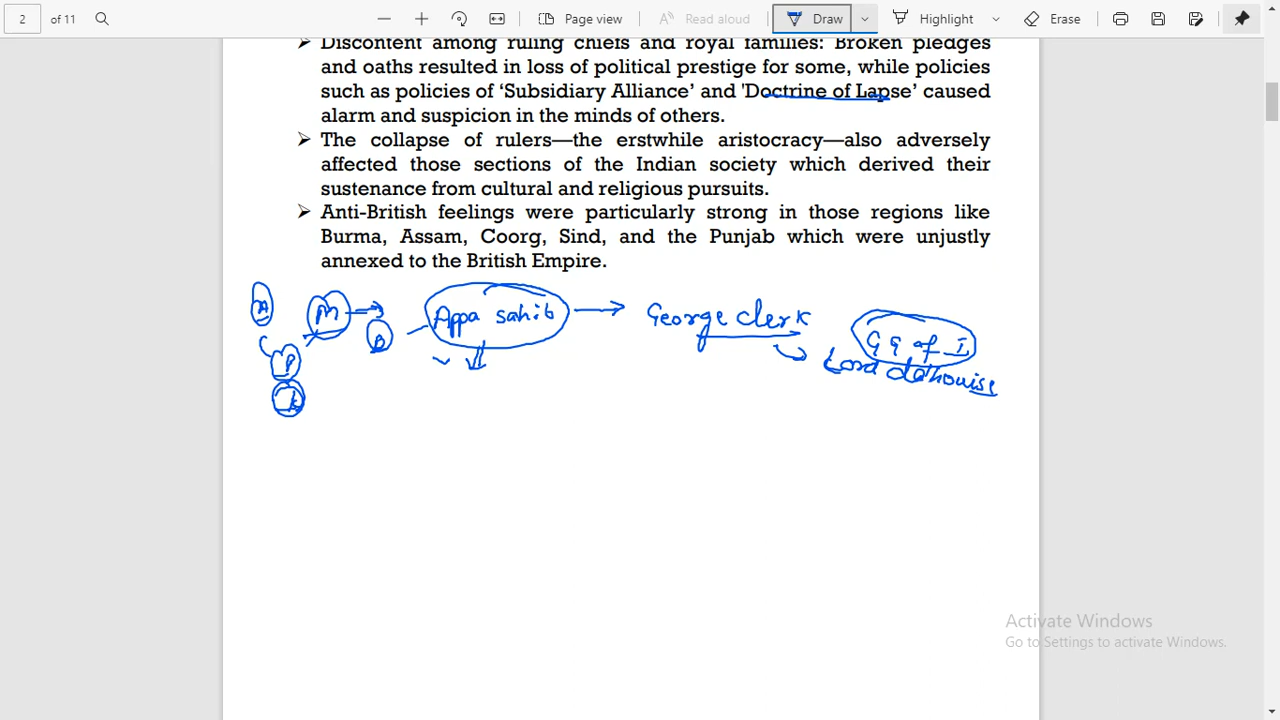 2 of 11 Page view Read aloud Draw Highlight Erase
Discontent among ruling chiefs and royal families: Broken pledges
and oaths resulted in loss of political prestige for some, while policies
such as policies of ‘Subsidiary Alliance’ and 'Doctrine of Lapse’ caused
alarm and suspicion in the minds of others.
The collapse of rulers—the erstwhile aristocracy—also adversely
affected those sections of the Indian society which derived their
sustenance from cultural and religious pursuits.
Anti-British feelings were particularly strong in those regions like
Burma, Assam, Coorg, Sind, and the Punjab which were unjustly
annexed to the British Empire.
A M B Appa sahib George clerk
GG of I
P Lord dalhouise
Activate Windows
Go to Settings to activate Windows.